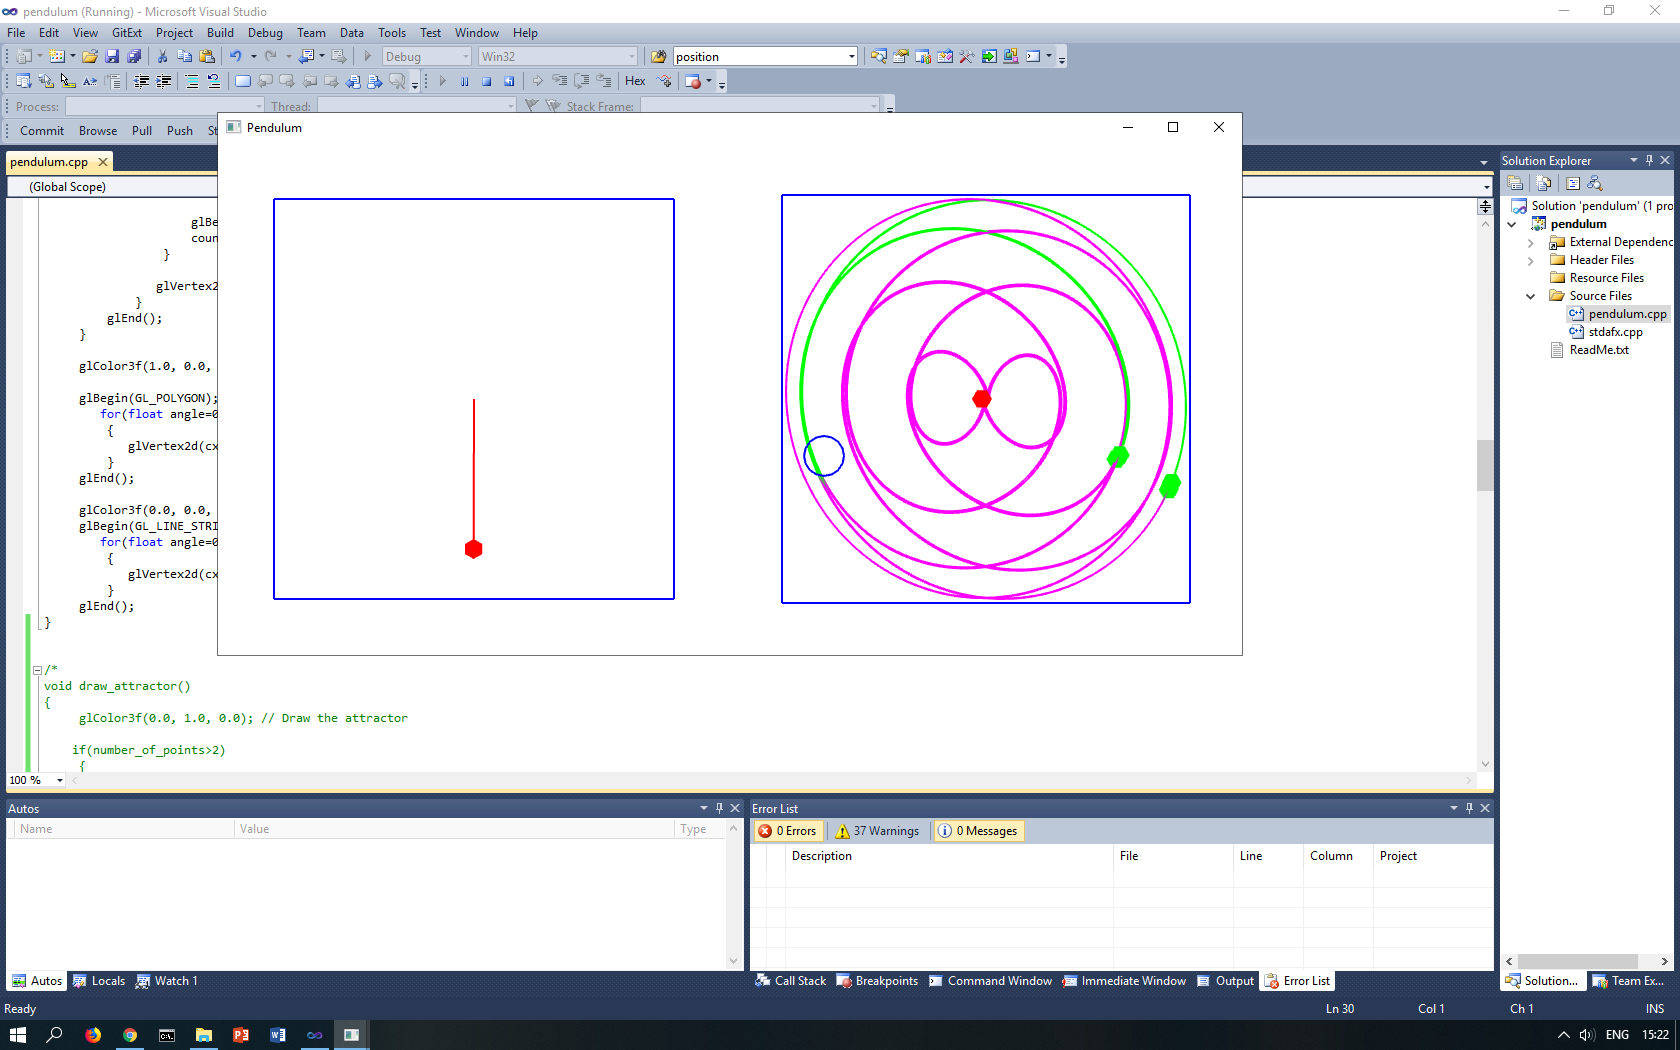 pendulum (Running) - Microsoft Visual Studio
File Edit View GitExt Project Build Debug Team Data Tools Test Window Help
Debug Win32 position
Hex
Process: Thread: Stack Frame:
Commit Browse Pull Push St
Pendulum
pendulum.cpp
(Global Scope)
glBe
coun
}
glVertex2
}
glEnd();
}
glColor3f(1.0, 0.0,
glBegin(GL_POLYGON);
for(float angle=0
{
glVertex2d(cx
}
glEnd();
glColor3f(0.0, 0.0,
glBegin(GL_LINE_STRI
for(float angle=0
{
glVertex2d(cx
}
glEnd();
}
/*
void draw_attractor()
{
glColor3f(0.0, 1.0, 0.0); // Draw the attractor
if(number_of_points>2)
{
100 %
Solution Explorer
Solution 'pendulum' (1 pro
pendulum
External Dependenc
Header Files
Resource Files
Source Files
pendulum.cpp
stdafx.cpp
ReadMe.txt
Solution... Team Ex...
Autos
Name Value Type
Autos Locals Watch 1
Error List
0 Errors 37 Warnings 0 Messages
Description File Line Column Project
Call Stack Breakpoints Command Window Immediate Window Output Error List
Ready Ln 30 Col 1 Ch 1 INS
ENG 15:22